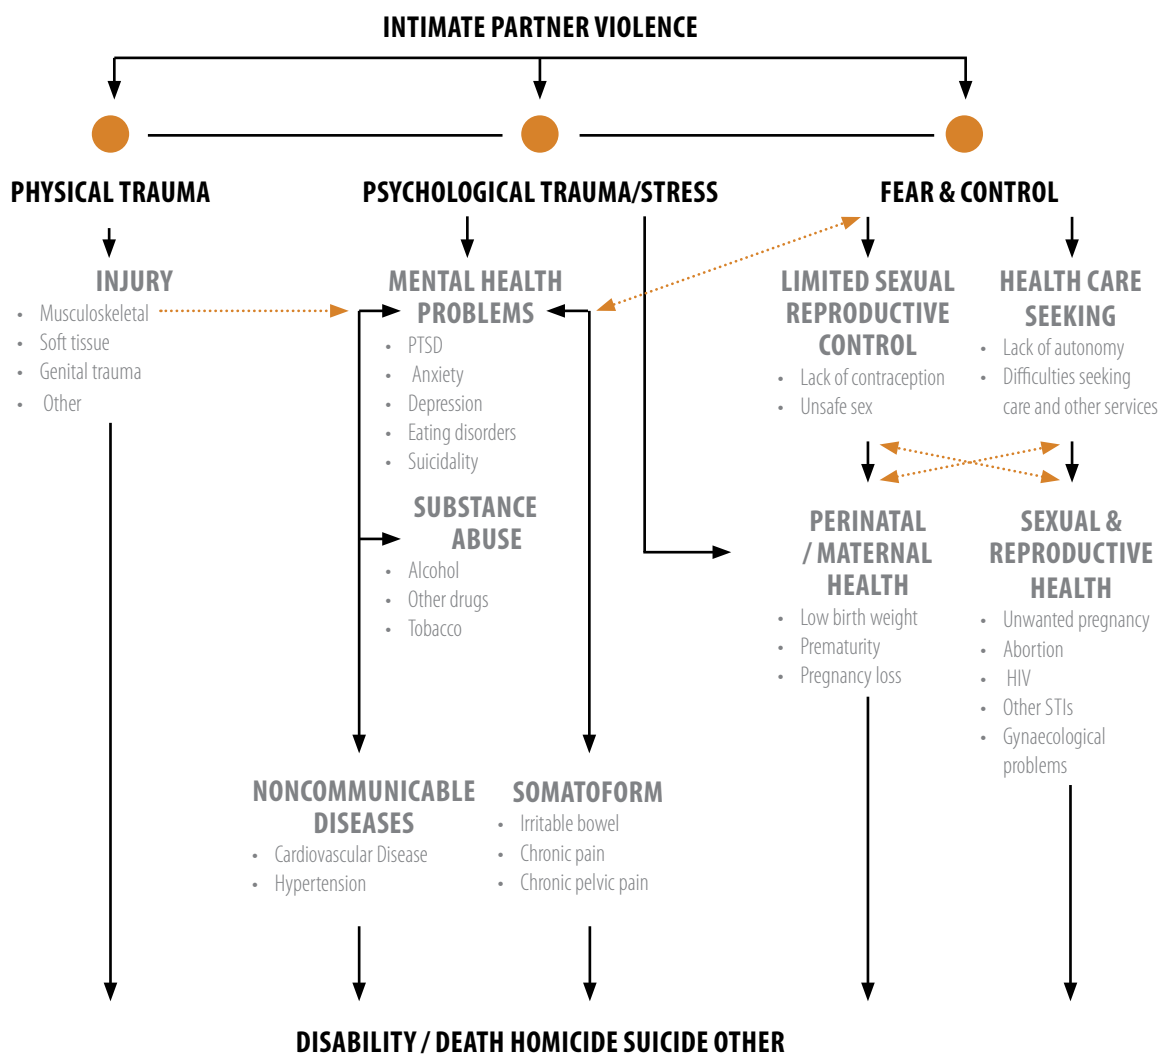 INTIMATE PARTNER VIOLENCE
PHYSICAL TRAUMA
PSYCHOLOGICAL TRAUMA/STRESS
FEAR & CONTROL
INJURY
• Musculoskeletal
• Soft tissue
• Genital trauma
• Other
MENTAL HEALTH
PROBLEMS
• PTSD
• Anxiety
• Depression
• Eating disorders
• Suicidality
SUBSTANCE
ABUSE
• Alcohol
• Other drugs
• Tobacco
LIMITED SEXUAL
REPRODUCTIVE
CONTROL
• Lack of contraception
• Unsafe sex
HEALTH CARE
SEEKING
• Lack of autonomy
• Difficulties seeking
care and other services
PERINATAL
/ MATERNAL
HEALTH
• Low birth weight
• Prematurity
• Pregnancy loss
SEXUAL &
REPRODUCTIVE
HEALTH
• Unwanted pregnancy
• Abortion
• HIV
• Other STIs
• Gynaecological
problems
NONCOMMUNICABLE
DISEASES
• Cardiovascular Disease
• Hypertension
SOMATOFORM
• Irritable bowel
• Chronic pain
• Chronic pelvic pain
DISABILITY / DEATH HOMICIDE SUICIDE OTHER